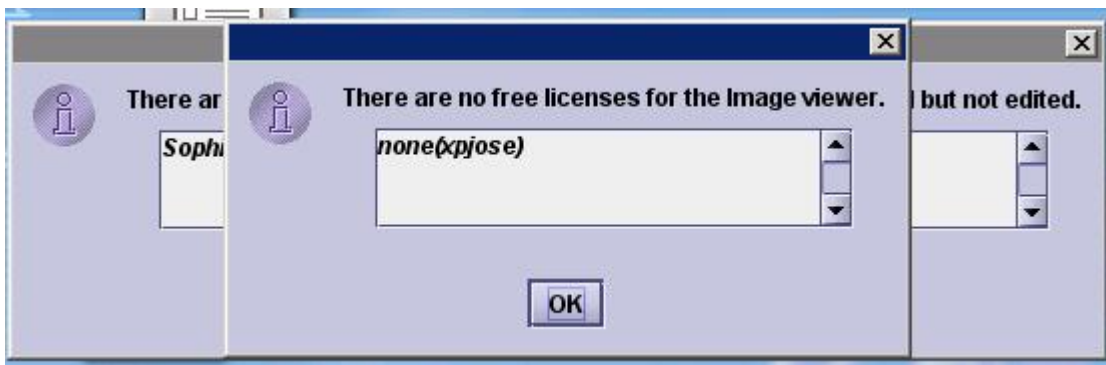 There are no free licenses for the Image viewer.
none(xpjose)
OK
There ar
but not edited.
Sophi